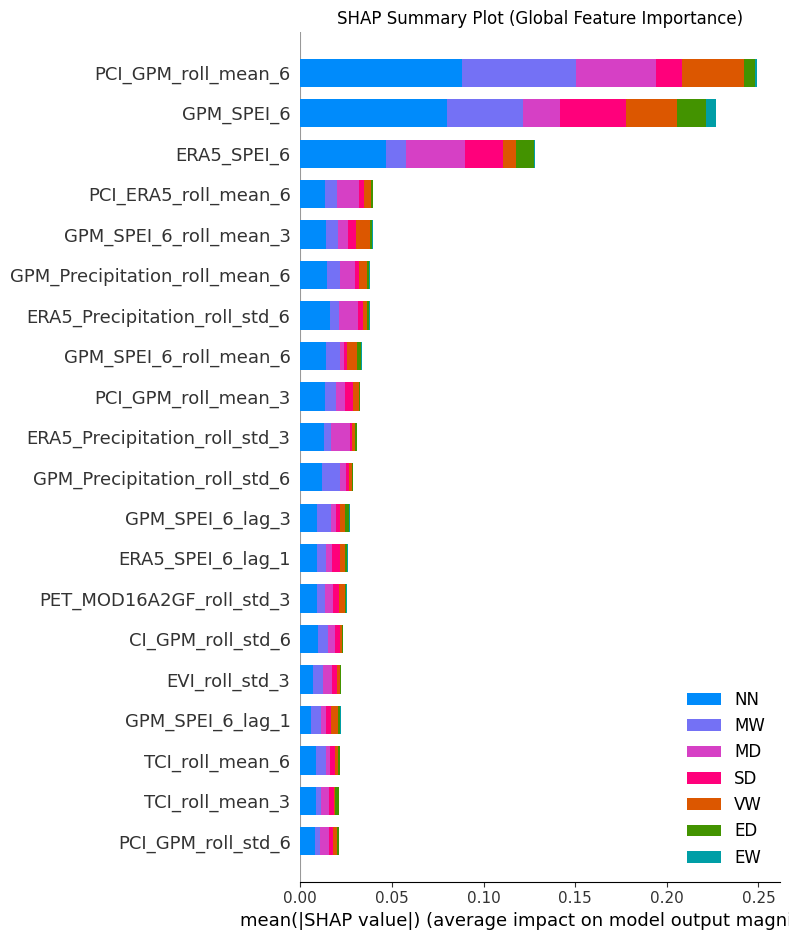 SHAP Summary Plot (Global Feature Importance)
PCI_GPM_roll_mean_6
GPM_SPEI_6
ERA5_SPEI_6
PCI_ERA5_roll_mean_6
GPM_SPEI_6_roll_mean_3
GPM_Precipitation_roll_mean_6
ERA5_Precipitation_roll_std_6
GPM_SPEI_6_roll_mean_6
PCI_GPM_roll_mean_3
ERA5_Precipitation_roll_std_3
GPM_Precipitation_roll_std_6
GPM_SPEI_6_lag_3
ERA5_SPEI_6_lag_1
PET_MOD16A2GF_roll_std_3
CI_GPM_roll_std_6
EVI_roll_std_3
GPM_SPEI_6_lag_1
TCI_roll_mean_6
TCI_roll_mean_3
PCI_GPM_roll_std_6
NN
MW
MD
SD
VW
ED
EW
0.00 0.05 0.10 0.15 0.20 0.25
mean(|SHAP value|) (average impact on model output magni